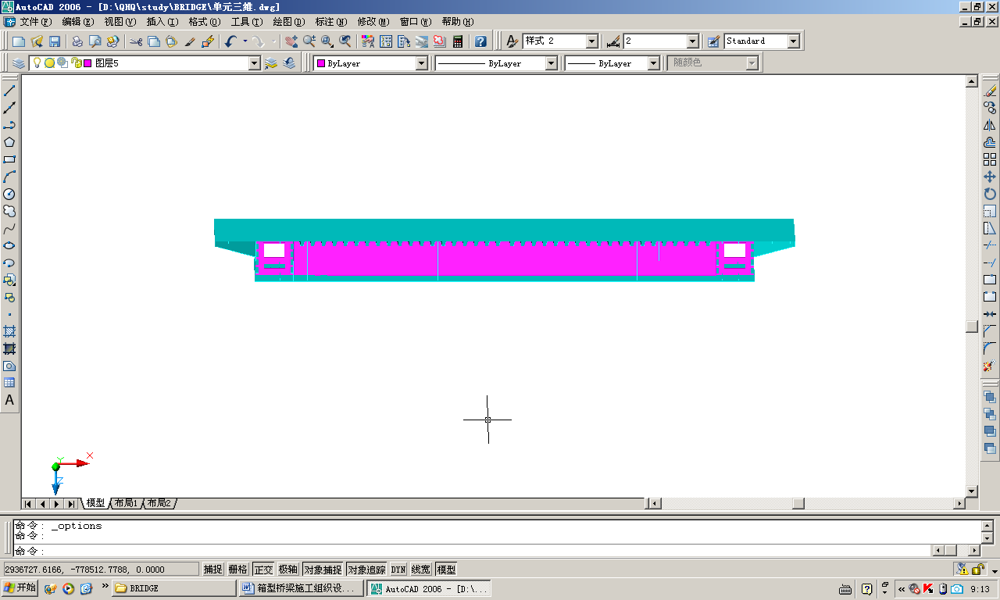 AutoCAD 2006 - [D:\QHQ\study\BRIDGE\单元三维.dwg]
文件(F) 编辑(E) 视图(V) 插入(I) 格式(O) 工具(T) 绘图(D) 标注(N) 修改(M) 窗口(W) 帮助(H)
样式 2 2 Standard
图层5 ByLayer ByLayer ByLayer 随颜色
X
Y
Z
模型 布局1 布局2
命令: _options
命令:
命令:
2936727.6166, -778512.7788, 0.0000 捕捉 栅格 正交 极轴 对象捕捉 对象追踪 DYN 线宽 模型
开始 » BRIDGE 箱型桥梁施工组织设... AutoCAD 2006 - [D:\... « 9:13